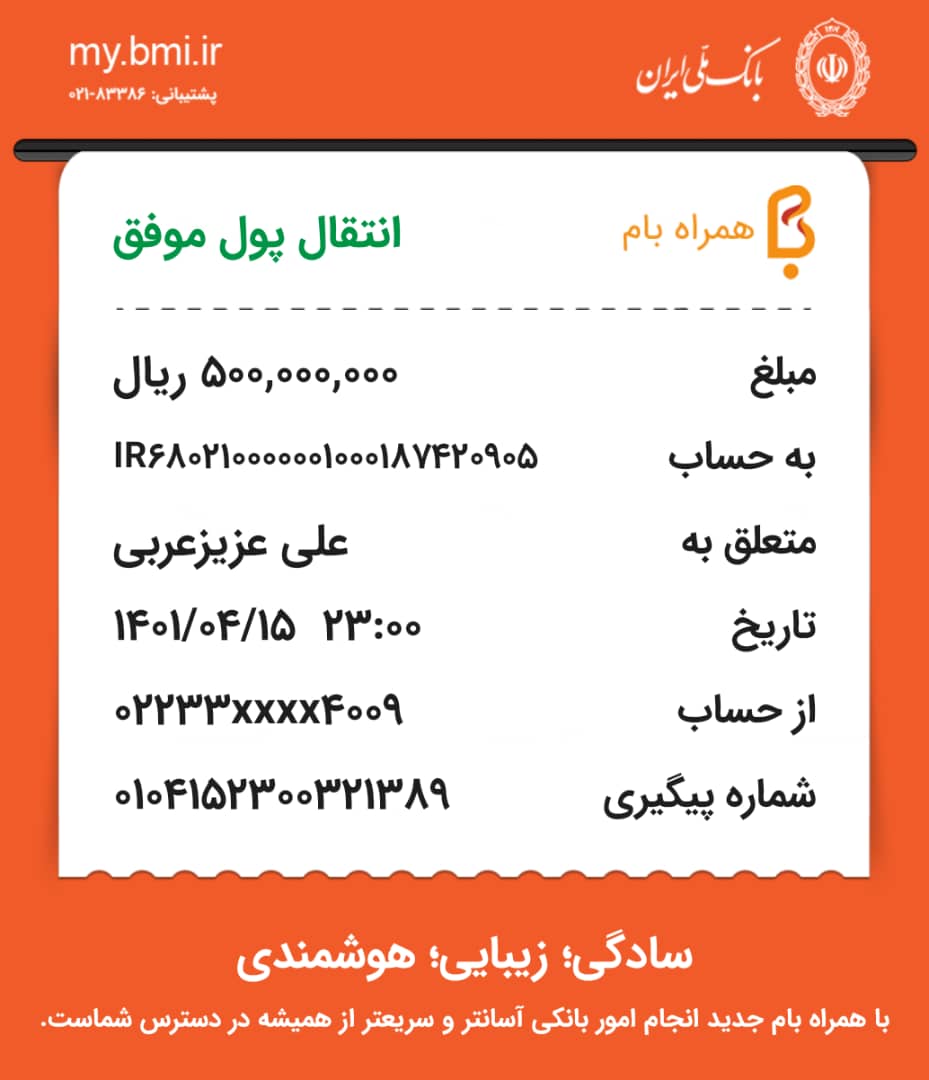 my.bmi.ir
پشتیبانی: ۸۳۳۸۶-۰۲۱
بانک ملّی ایران
همراه بام
انتقال پول موفق
مبلغ ۵۰۰,۰۰۰,۰۰۰ ریال
به حساب IR۶۸۰۲۱۰۰۰۰۰۰۱۰۰۰۱۸۷۴۲۰۹۰۵
متعلق به علی عزیزعربی
تاریخ ۱۴۰۱/۰۴/۱۵ ۲۳:۰۰
از حساب ۰۲۲۳۳xxxx۴۰۰۹
شماره پیگیری ۰۱۰۴۱۵۲۳۰۰۳۲۱۳۸۹
سادگی؛ زیبایی؛ هوشمندی
با همراه بام جدید انجام امور بانکی آسانتر و سریعتر از همیشه در دسترس شماست.